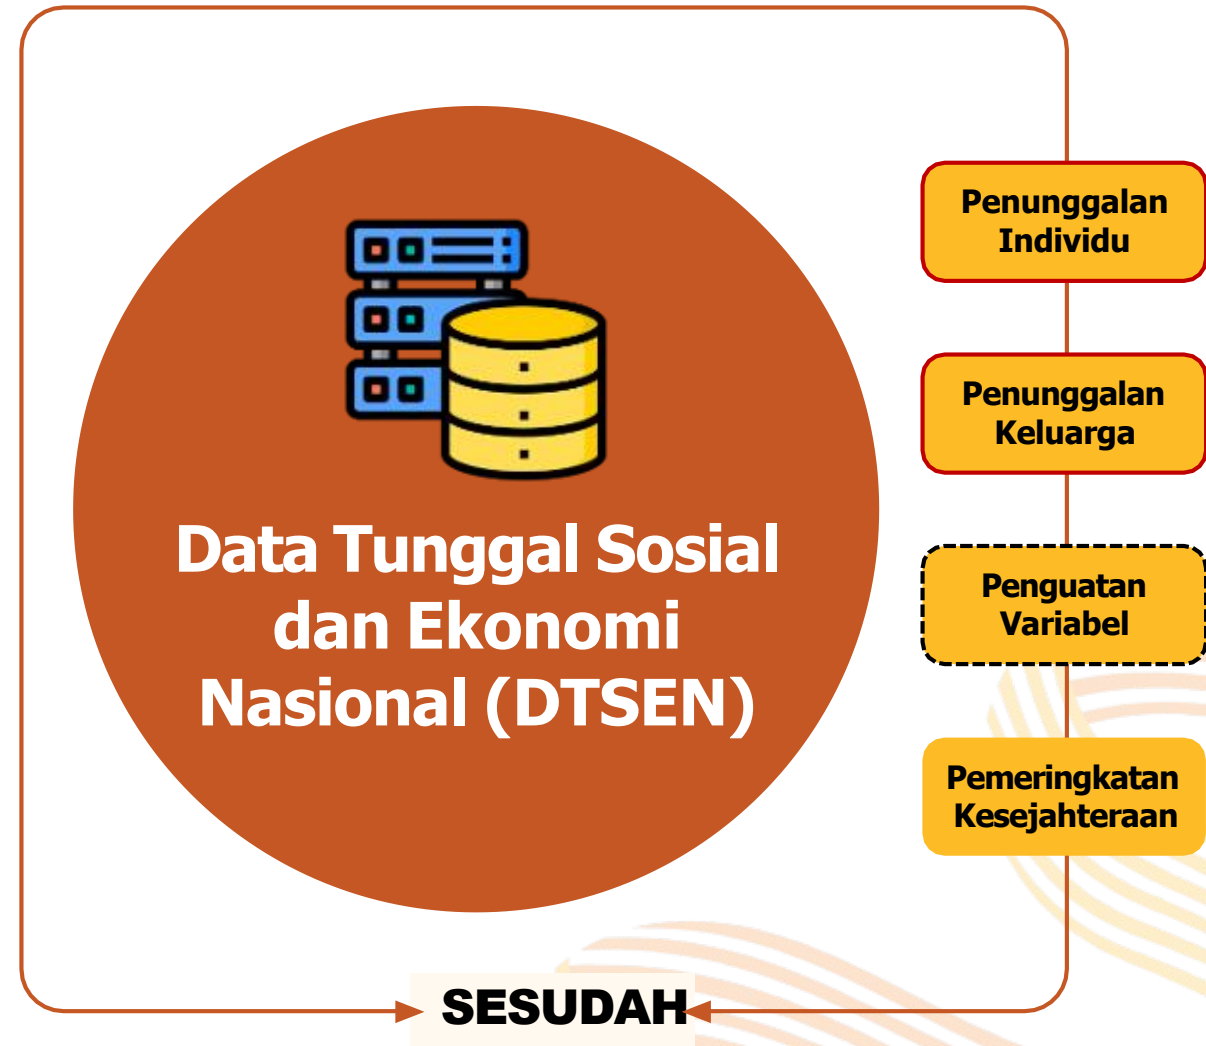 Data Tunggal Sosial
dan Ekonomi
Nasional (DTSEN)
Penunggalan
Individu
Penunggalan
Keluarga
Penguatan
Variabel
Pemeringkatan
Kesejahteraan
SESUDAH